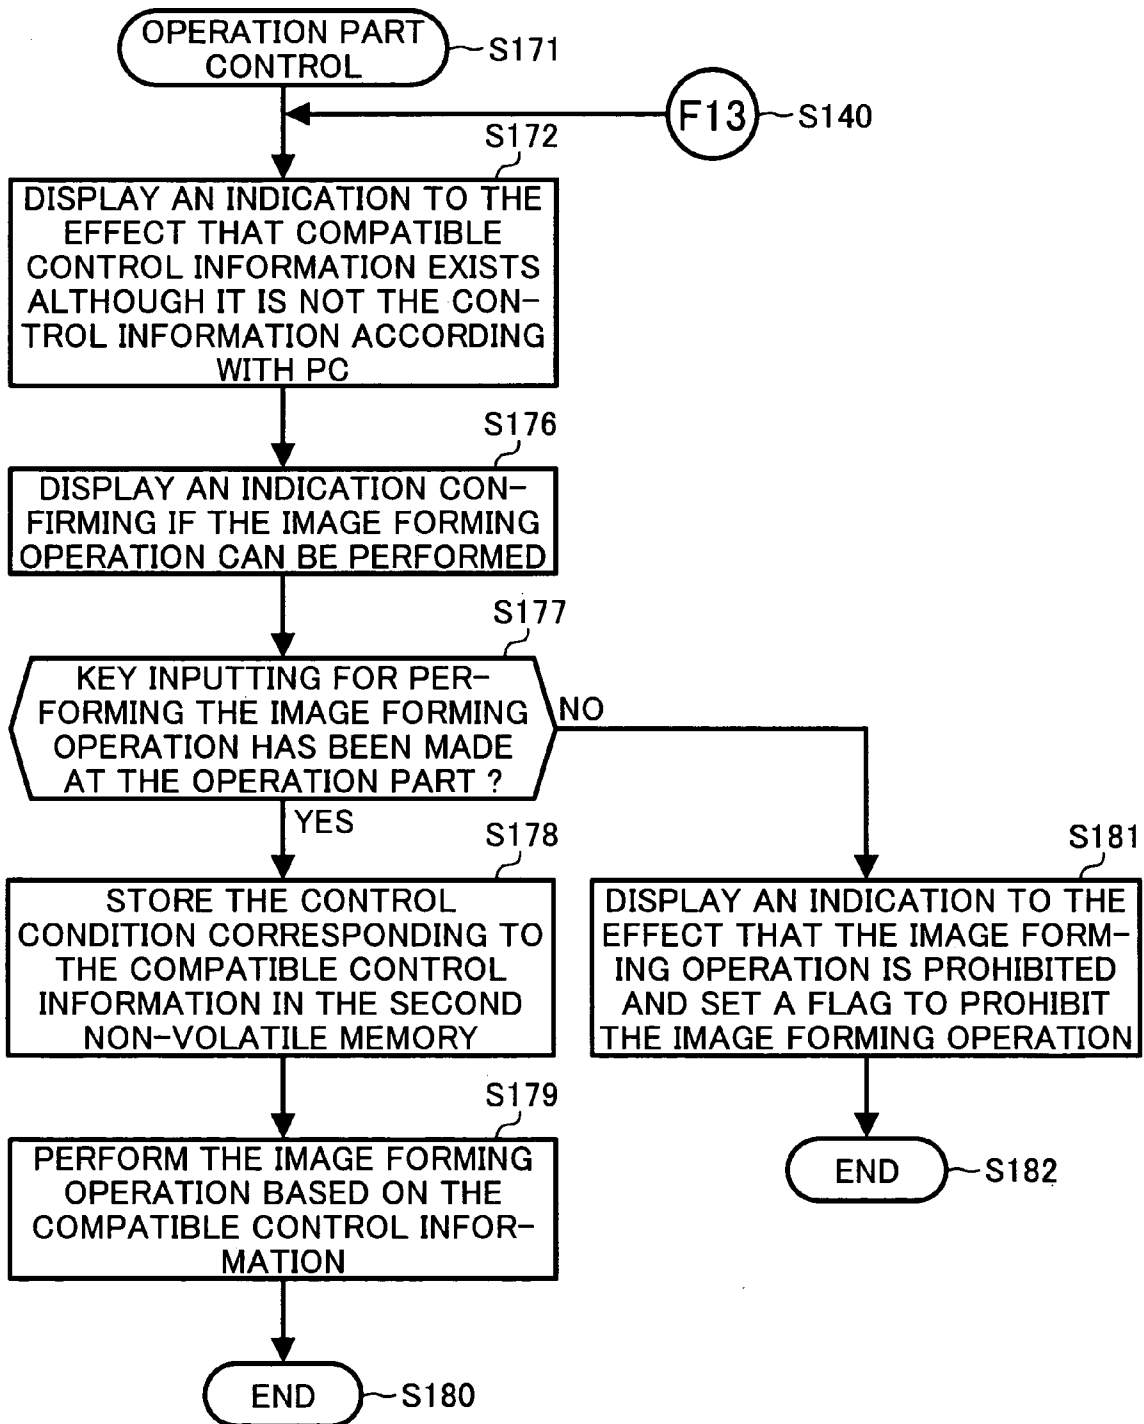 OPERATION PART
CONTROL
S171
F13
S140
S172
DISPLAY AN INDICATION TO THE
EFFECT THAT COMPATIBLE
CONTROL INFORMATION EXISTS
ALTHOUGH IT IS NOT THE CON-
TROL INFORMATION ACCORDING
WITH PC
S176
DISPLAY AN INDICATION CON-
FIRMING IF THE IMAGE FORMING
OPERATION CAN BE PERFORMED
S177
KEY INPUTTING FOR PER-
FORMING THE IMAGE FORMING
OPERATION HAS BEEN MADE
AT THE OPERATION PART ?
NO
YES
S178
STORE THE CONTROL
CONDITION CORRESPONDING TO
THE COMPATIBLE CONTROL
INFORMATION IN THE SECOND
NON-VOLATILE MEMORY
S181
DISPLAY AN INDICATION TO THE
EFFECT THAT THE IMAGE FORM-
ING OPERATION IS PROHIBITED
AND SET A FLAG TO PROHIBIT
THE IMAGE FORMING OPERATION
S179
PERFORM THE IMAGE FORMING
OPERATION BASED ON THE
COMPATIBLE CONTROL INFOR-
MATION
END
S182
END
S180